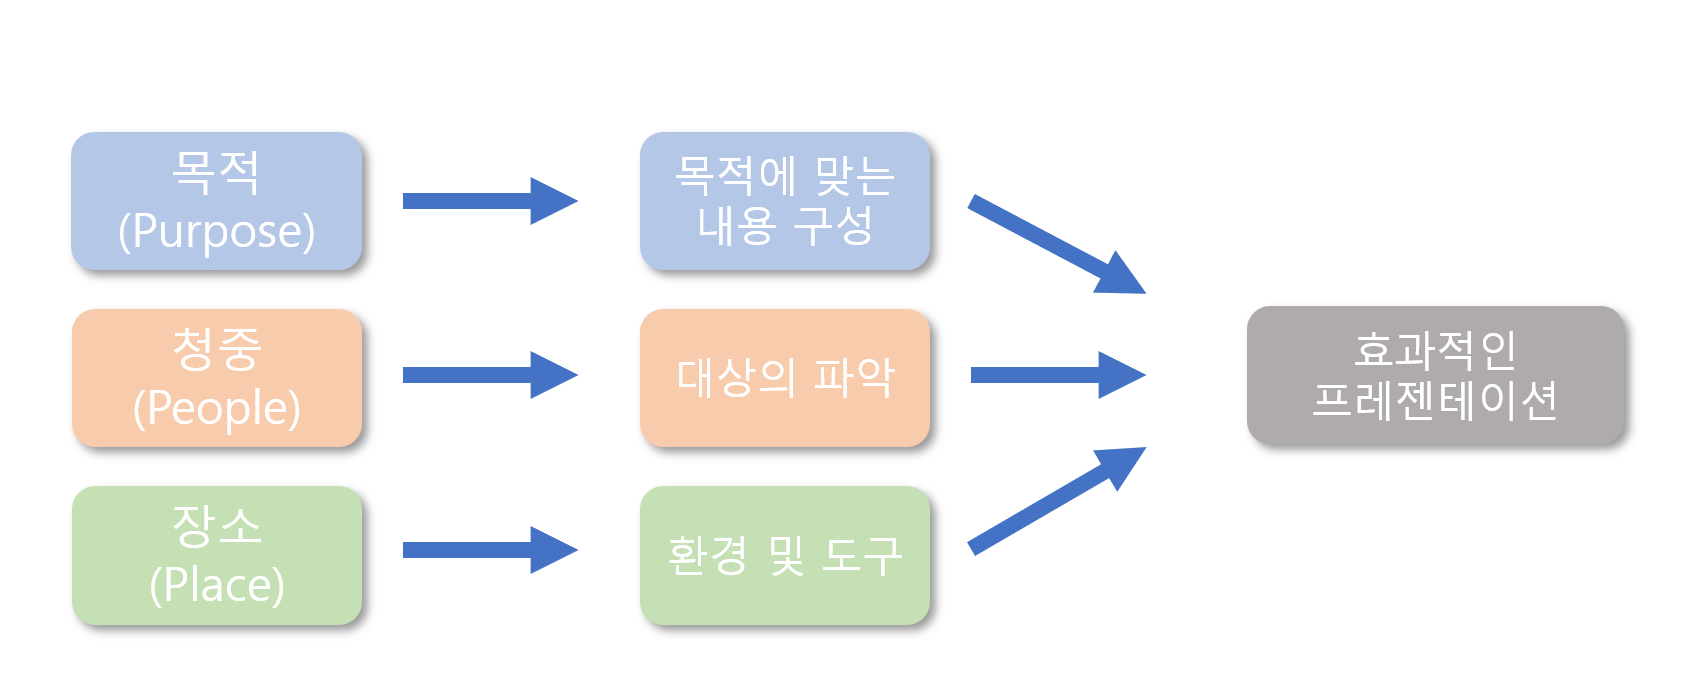 목적
(Purpose)
목적에 맞는
내용 구성
청중
(People)
대상의 파악
장소
(Place)
환경 및 도구
효과적인
프레젠테이션